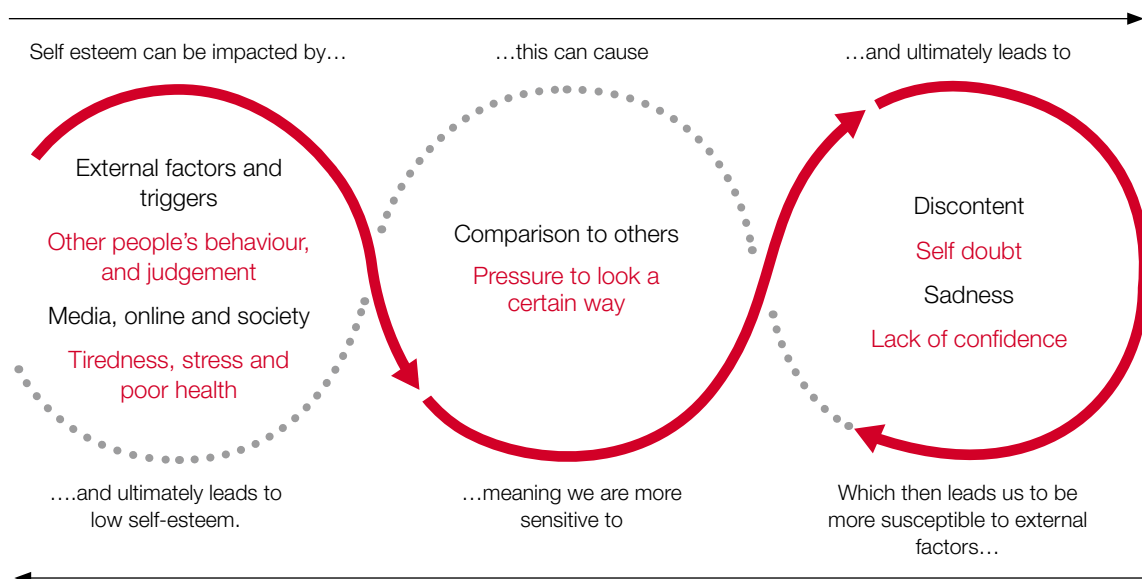 Self esteem can be impacted by…
…this can cause
…and ultimately leads to
External factors and
triggers
Other people’s behaviour,
and judgement
Media, online and society
Tiredness, stress and
poor health
Comparison to others
Pressure to look a
certain way
Discontent
Self doubt
Sadness
Lack of confidence
….and ultimately leads to
low self-esteem.
…meaning we are more
sensitive to
Which then leads us to be
more susceptible to external
factors…